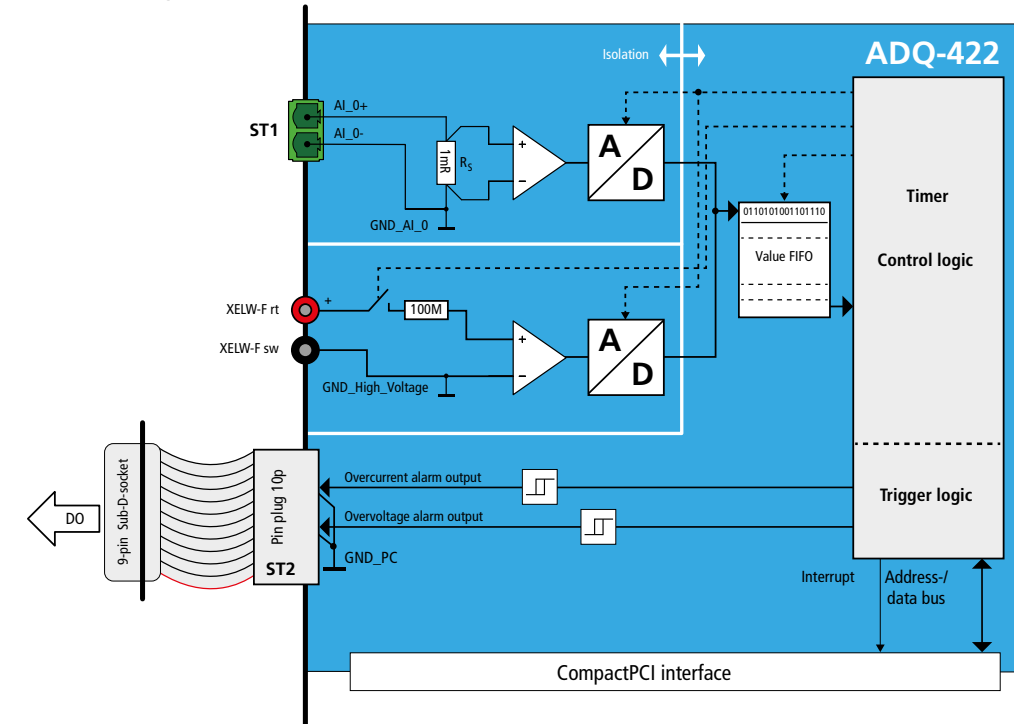 ADQ-422
Isolation
ST1
AI_0+
AI_0-
1mR
RS
+
−
A
D
GND_AI_0
0110101001101110
Value FIFO
Timer
Control logic
XELW-F rt
+
100M
XELW-F sw
+
−
A
D
GND_High_Voltage
9-pin Sub-D-socket
DO
Pin plug 10p
ST2
Overcurrent alarm output
Overvoltage alarm output
GND_PC
Trigger logic
Interrupt
Address-/
data bus
CompactPCI interface